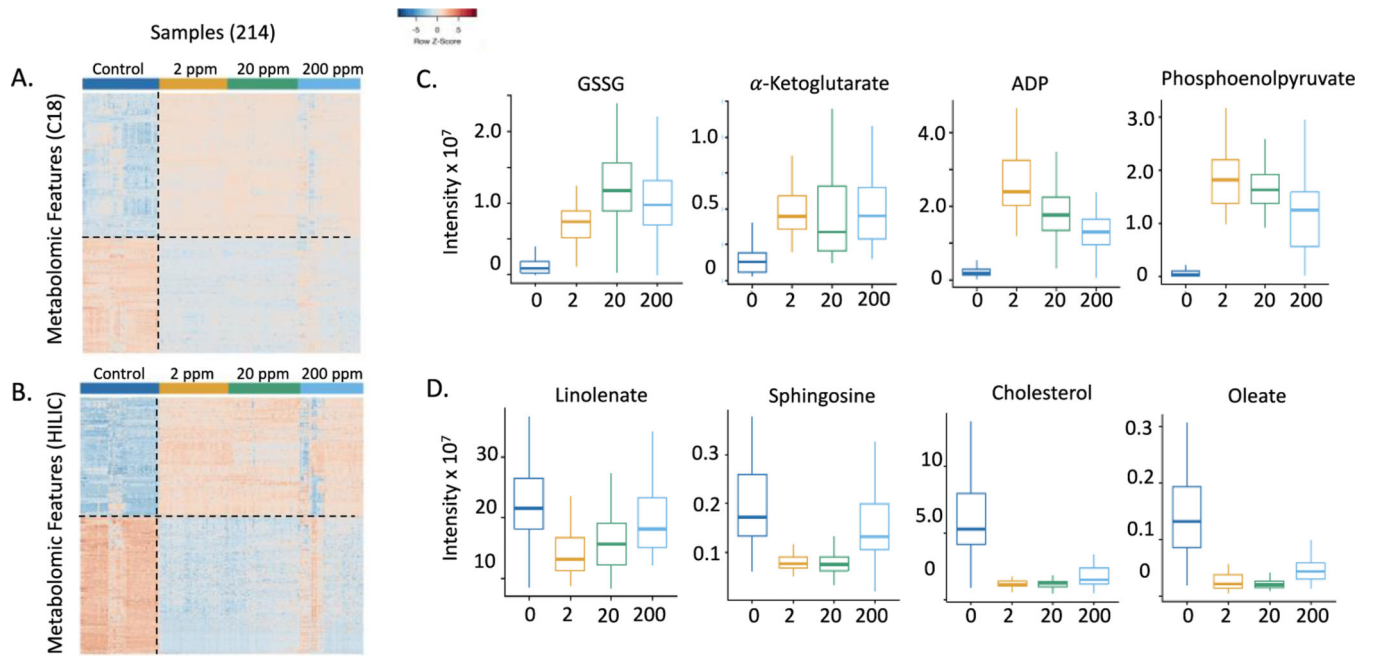 Samples (214)
-5 0 5
Row Z-Score
A.
Control 2 ppm 20 ppm 200 ppm
Metabolomic Features (C18)
B.
Control 2 ppm 20 ppm 200 ppm
Metabolomic Features (HILIC)
C.
GSSG
Intensity x 10⁷
2.0
1.0
0
0 2 20 200
α-Ketoglutarate
1.0
0.5
0
0 2 20 200
ADP
4.0
2.0
0
0 2 20 200
Phosphoenolpyruvate
3.0
2.0
1.0
0
0 2 20 200
D.
Linolenate
Intensity x 10⁷
30
20
10
0 2 20 200
Sphingosine
0.3
0.2
0.1
0 2 20 200
Cholesterol
10
5.0
0
0 2 20 200
Oleate
0.3
0.2
0.1
0
0 2 20 200